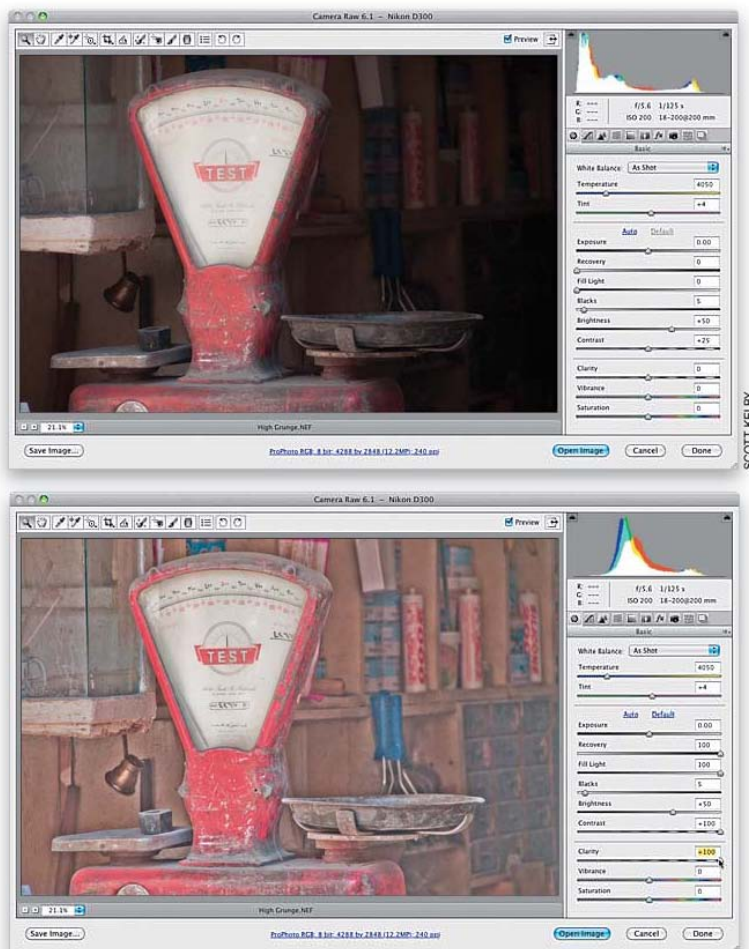 Camera Raw 6.1 – Nikon D300
Preview
R: ---
G: ---
B: ---
f/5.6 1/125 s
ISO 200 18-200@200 mm
Basic
White Balance: As Shot
Temperature 4050
Tint +4
Auto Default
Exposure 0.00
Recovery 0
Fill Light 0
Blacks 5
Brightness +50
Contrast +25
Clarity 0
Vibrance 0
Saturation 0
TEST
21.1% High Grunge.NEF
Save Image... ProPhoto RGB; 8 bit; 4288 by 2848 (12.2MP); 240 ppi Open Image Cancel Done
SCOTT KELBY
Camera Raw 6.1 – Nikon D300
Preview
R: ---
G: ---
B: ---
f/5.6 1/125 s
ISO 200 18-200@200 mm
Basic
White Balance: As Shot
Temperature 4050
Tint +4
Auto Default
Exposure 0.00
Recovery 100
Fill Light 100
Blacks 5
Brightness +50
Contrast +100
Clarity +100
Vibrance 0
Saturation 0
TEST
21.1% High Grunge.NEF
Save Image... ProPhoto RGB; 8 bit; 4288 by 2848 (12.2MP); 240 ppi Open Image Cancel Done